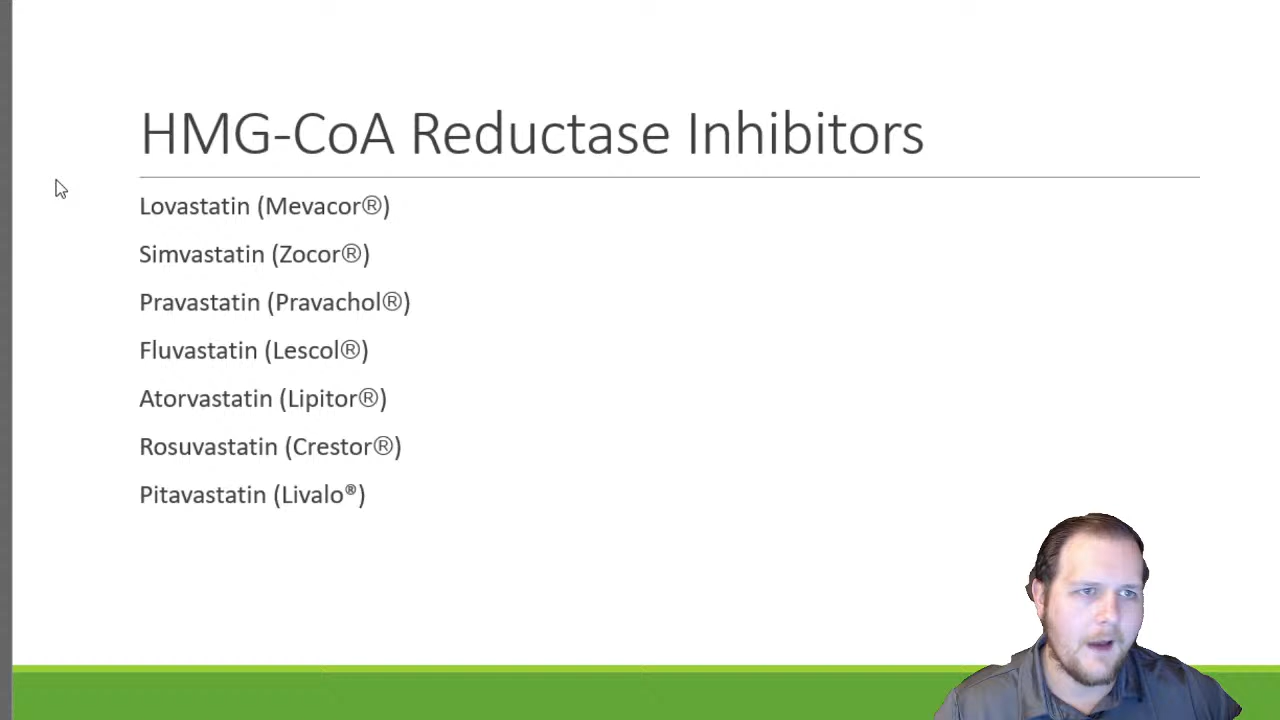 HMG-CoA Reductase Inhibitors
Lovastatin (Mevacor®)
Simvastatin (Zocor®)
Pravastatin (Pravachol®)
Fluvastatin (Lescol®)
Atorvastatin (Lipitor®)
Rosuvastatin (Crestor®)
Pitavastatin (Livalo®)